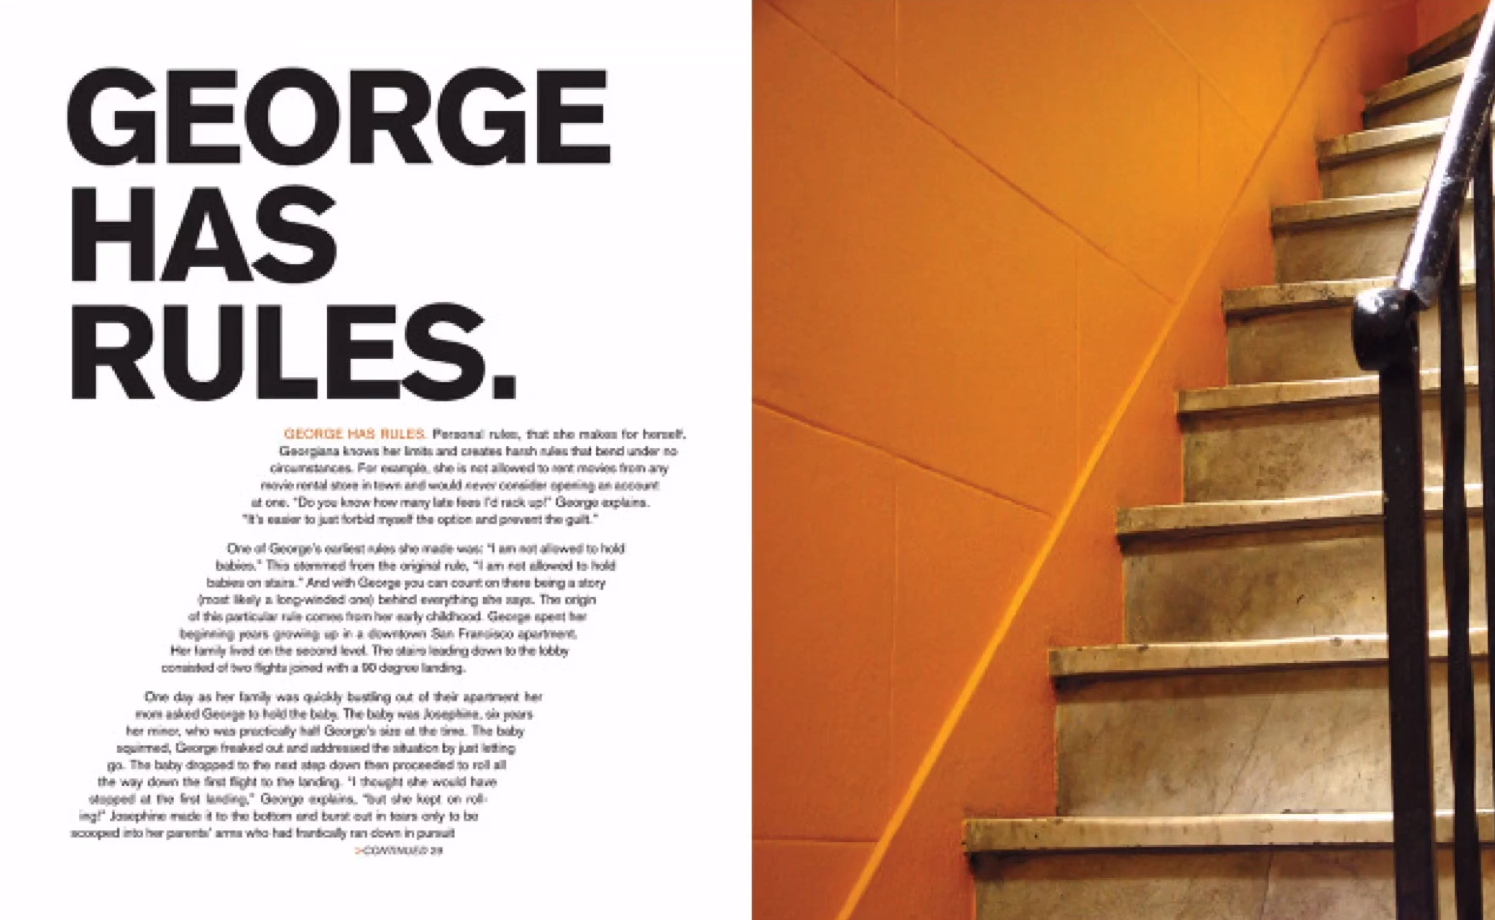 GEORGE
HAS
RULES.
GEORGE HAS RULES. Personal rules, that she makes for herself.
Georgiana knows her limits and creates harsh rules that bend under no
circumstances. For example, she is not allowed to rent movies from any
movie rental store in town and would never consider opening an account
at one. "Do you know how many late fees I'd rack up!" George explains.
"It's easier to just forbid myself the option and prevent the guilt."
One of George's earliest rules she made was: "I am not allowed to hold
babies." This stemmed from the original rule, "I am not allowed to hold
babies on stairs." And with George you can count on there being a story
(most likely a long-winded one) behind everything she says. The origin
of this particular rule comes from her early childhood. George spent her
beginning years growing up in a downtown San Francisco apartment.
Her family lived on the second level. The stairs leading down to the lobby
consisted of two flights joined with a 90 degree landing.
One day as her family was quickly bustling out of their apartment her
mom asked George to hold the baby. The baby was Josephine, six years
her minor, who was practically half George's size at the time. The baby
squirmed, George freaked out and addressed the situation by just letting
go. The baby dropped to the next step down then proceeded to roll all
the way down the first flight to the landing. "I thought she would have
stopped at the first landing," George explains, "but she kept on roll-
ing!" Josephine made it to the bottom and burst out in tears only to be
scooped into her parents' arms who had frantically ran down in pursuit
>CONTINUED 29